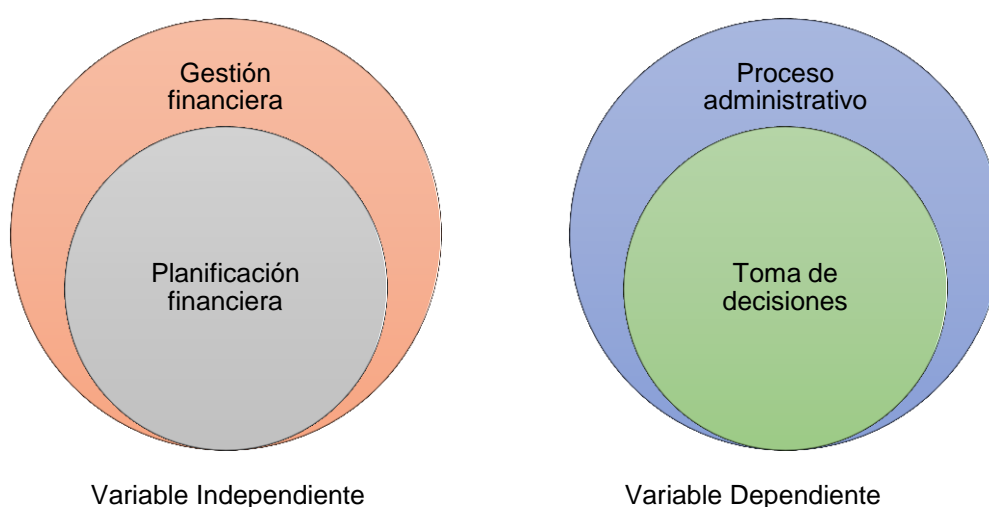 Gestión
financiera
Planificación
financiera
Variable Independiente
Proceso
administrativo
Toma de
decisiones
Variable Dependiente